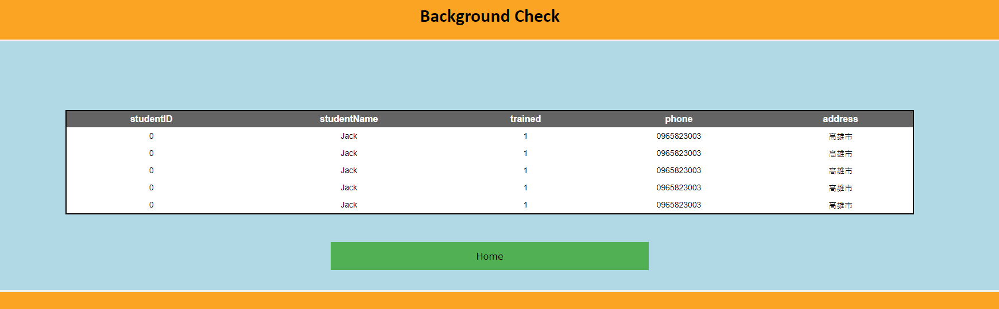 Background Check
studentID studentName trained phone address
0 Jack 1 0965823003 高雄市
0 Jack 1 0965823003 高雄市
0 Jack 1 0965823003 高雄市
0 Jack 1 0965823003 高雄市
0 Jack 1 0965823003 高雄市
Home